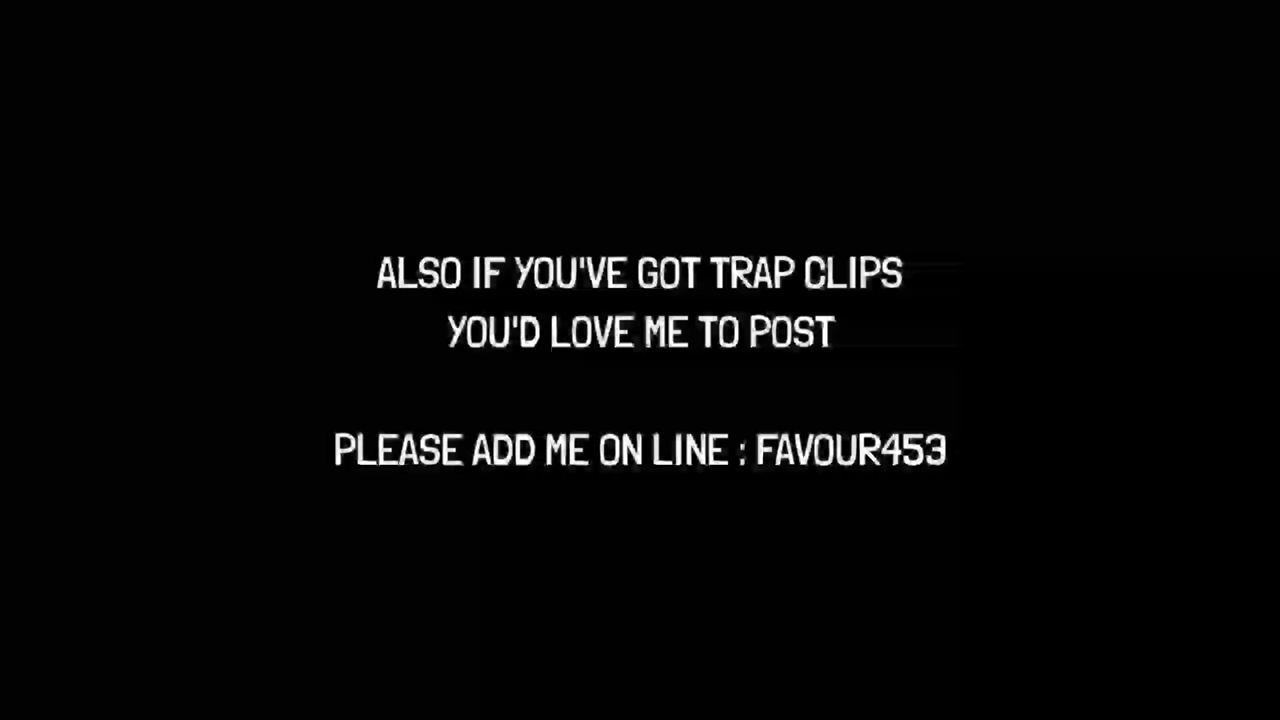 ALSO IF YOU'VE GOT TRAP CLIPS
YOU'D LOVE ME TO POST
PLEASE ADD ME ON LINE : FAVOUR453